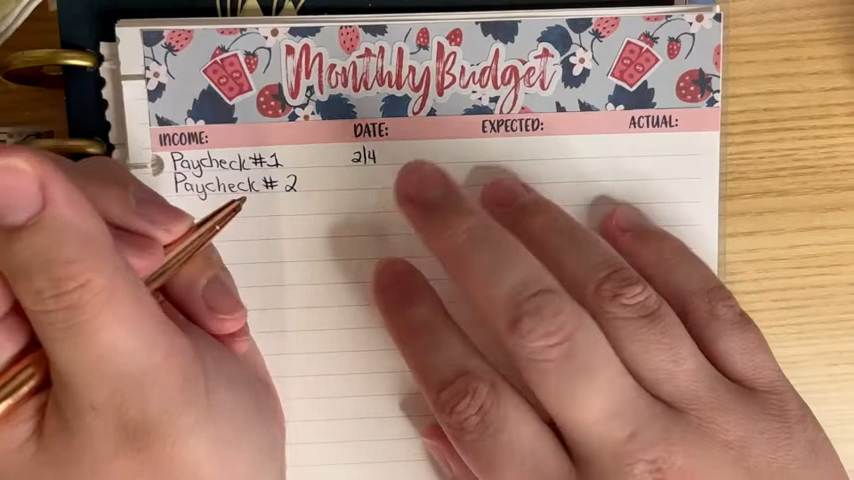 Monthly Budget
INCOME: DATE: EXPECTED: ACTUAL:
Paycheck #1 2/4
Paycheck # 2